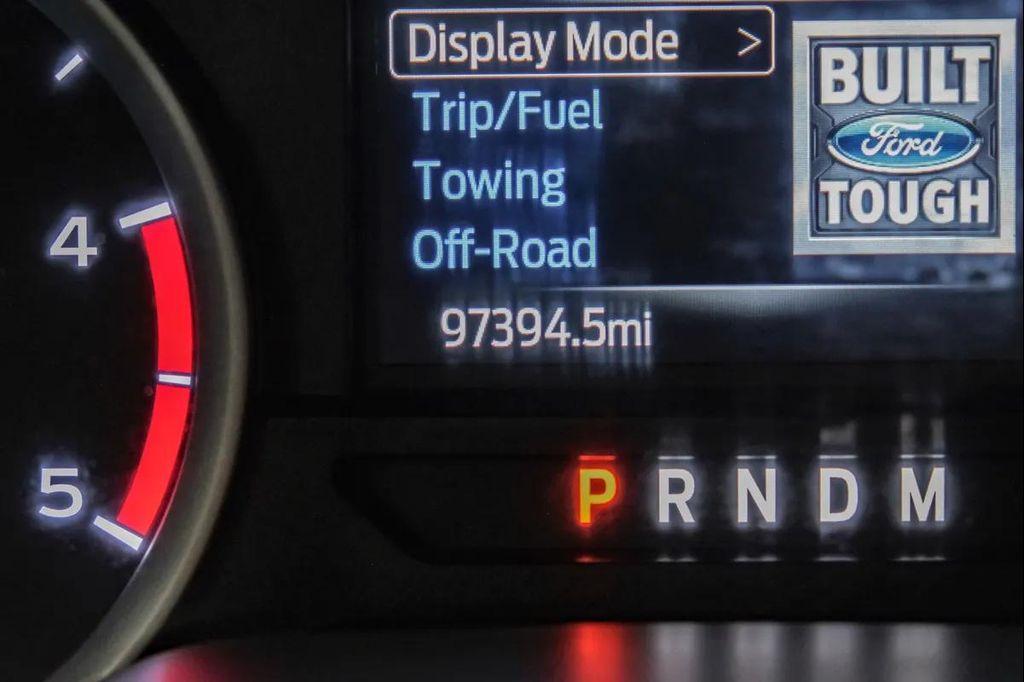 Display Mode >
Trip/Fuel
Towing
Off-Road
97394.5mi
BUILT
Ford
TOUGH
4
5
P R N D M